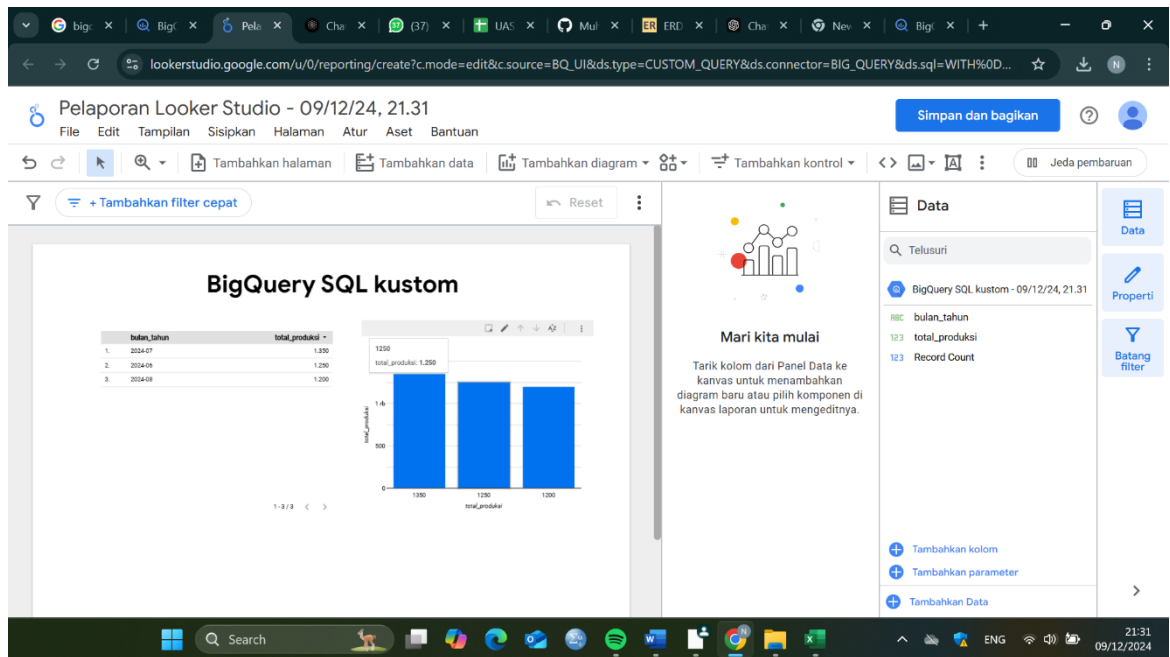 bigc BigC Pela Cha (37) UAS Mul ER ERD Cha New BigC
lookerstudio.google.com/u/0/reporting/create?c.mode=edit&c.source=BQ_UI&ds.type=CUSTOM_QUERY&ds.connector=BIG_QUERY&ds.sql=WITH%0D... N
Pelaporan Looker Studio - 09/12/24, 21.31
File Edit Tampilan Sisipkan Halaman Atur Aset Bantuan
Simpan dan bagikan
Tambahkan halaman Tambahkan data Tambahkan diagram Tambahkan kontrol Jeda pembaruan
+ Tambahkan filter cepat Reset
BigQuery SQL kustom
bulan_tahun total_produksi
1. 2024-07 1.350
2. 2024-06 1.250
3. 2024-08 1.200
1 - 3 / 3
1250
total_produksi: 1.250
1 rb
500
0
total_produksi
1350 1250 1200
total_produksi
Mari kita mulai
Tarik kolom dari Panel Data ke
kanvas untuk menambahkan
diagram baru atau pilih komponen di
kanvas laporan untuk mengeditnya.
Data
Telusuri
BigQuery SQL kustom - 09/12/24, 21.31
RBC bulan_tahun
123 total_produksi
123 Record Count
Tambahkan kolom
Tambahkan parameter
Tambahkan Data
Data
Properti
Batang
filter
Search
ENG
21:31
09/12/2024